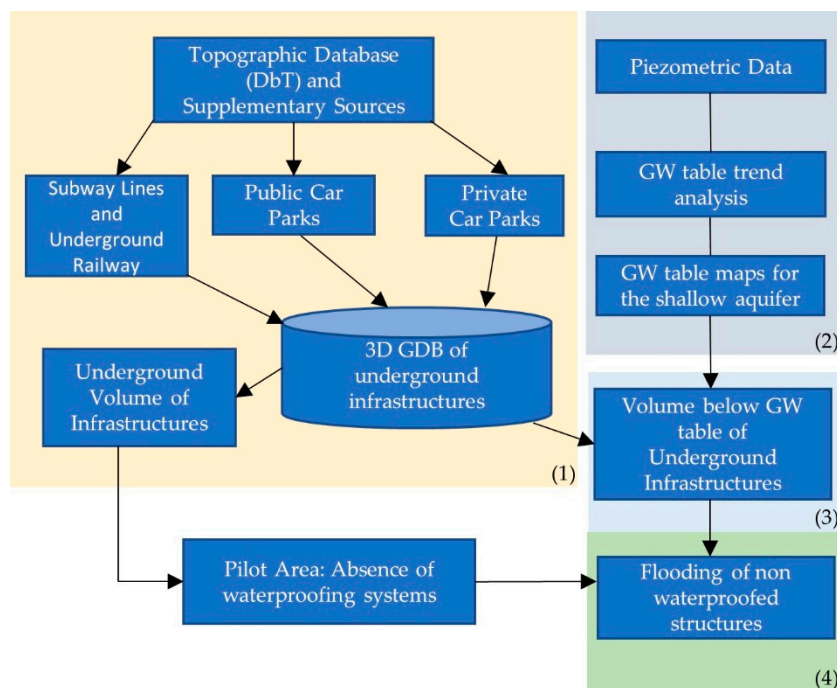 Topographic Database
(DbT) and
Supplementary Sources
Subway Lines
and
Underground
Railway
Public Car
Parks
Private
Car Parks
3D GDB of
underground
infrastructures
Underground
Volume of
Infrastructures
(1)
Piezometric Data
GW table trend
analysis
GW table maps for
the shallow aquifer
(2)
Volume below GW
table of
Underground
Infrastructures
(3)
Pilot Area: Absence of
waterproofing systems
Flooding of non
waterproofed
structures
(4)